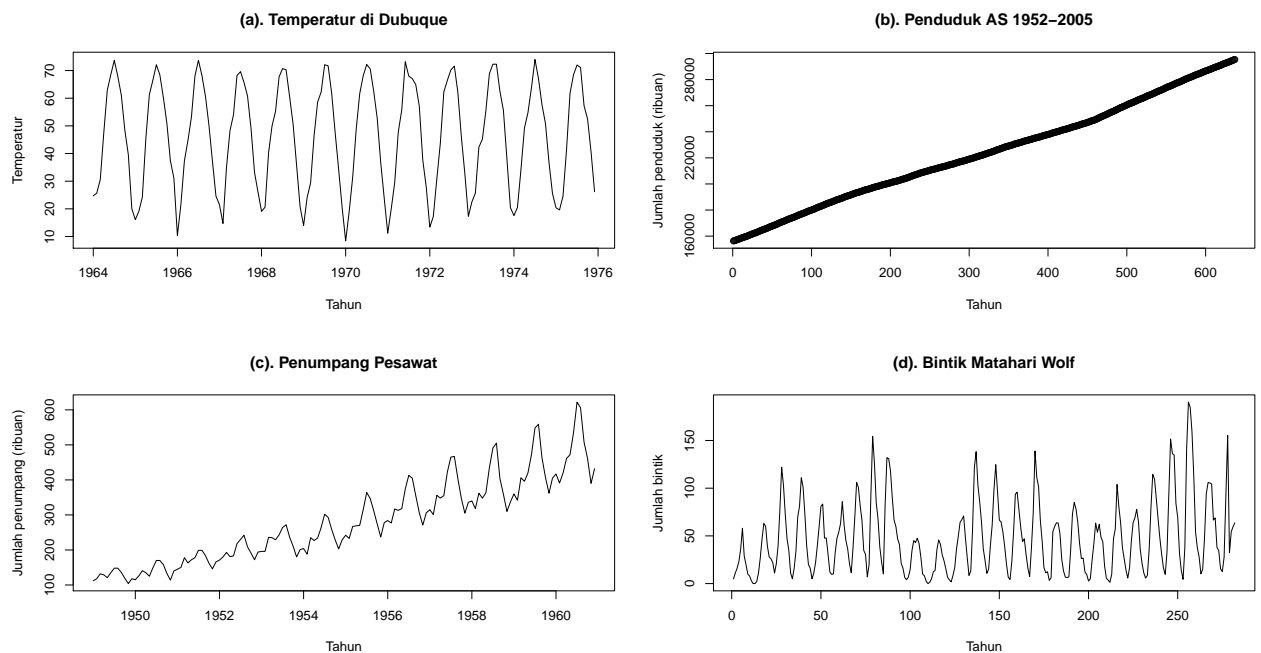 (a). Temperatur di Dubuque
Temperatur
70
60
50
40
30
20
10
1964 1966 1968 1970 1972 1974 1976
Tahun
(b). Penduduk AS 1952−2005
Jumlah penduduk (ribuan)
280000
220000
160000
0 100 200 300 400 500 600
Tahun
(c). Penumpang Pesawat
Jumlah penumpang (ribuan)
600
500
400
300
200
100
1950 1952 1954 1956 1958 1960
Tahun
(d). Bintik Matahari Wolf
Jumlah bintik
150
100
50
0
0 50 100 150 200 250
Tahun